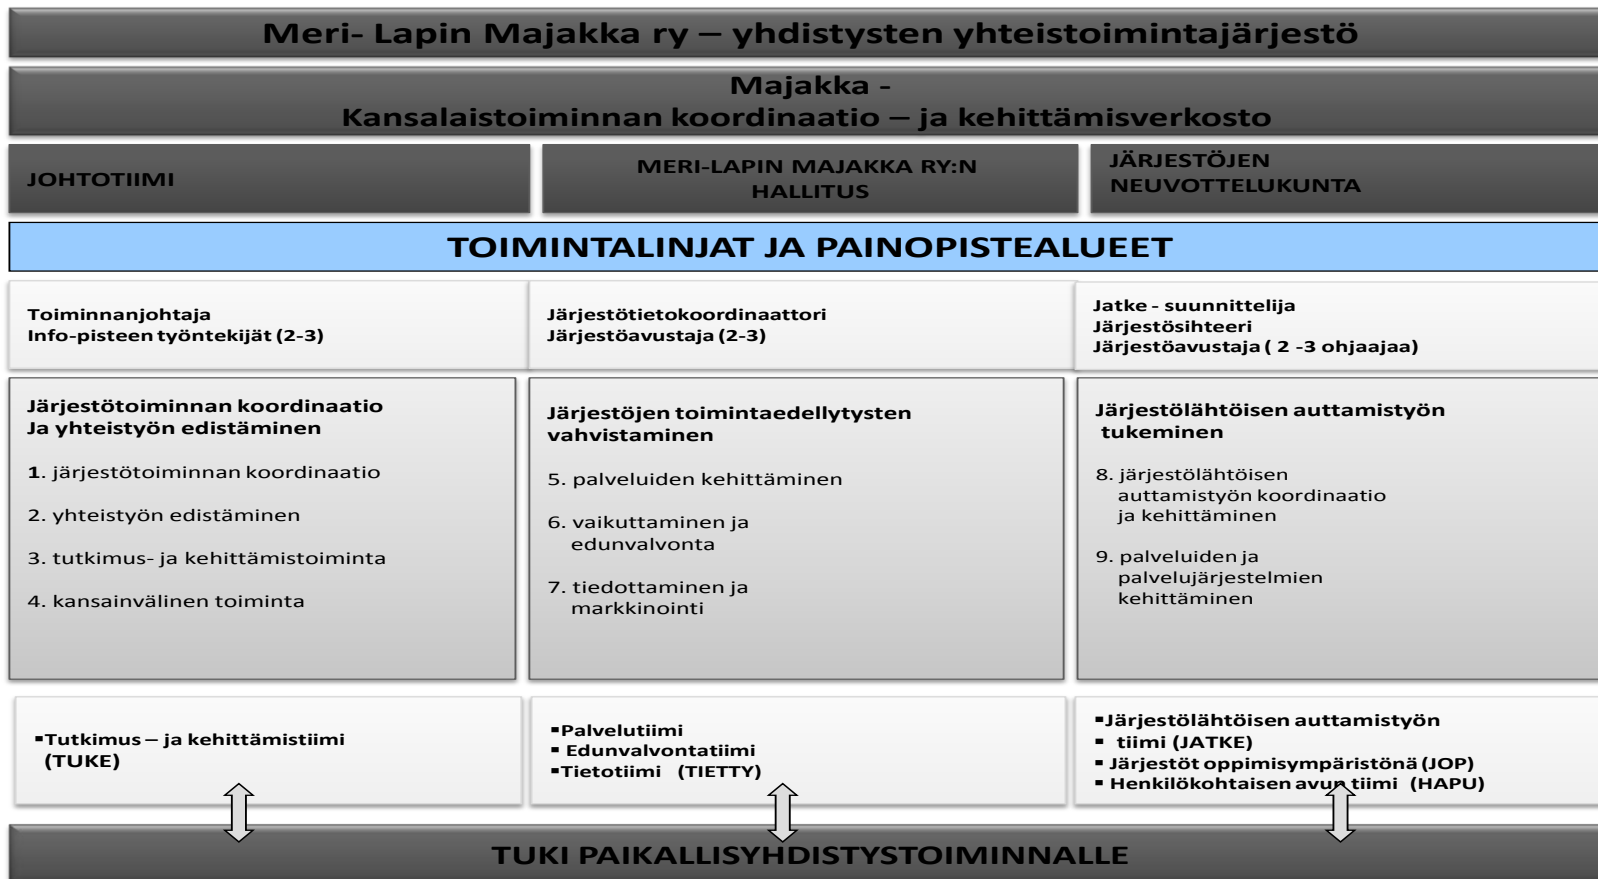 Meri- Lapin Majakka ry – yhdistysten yhteistoimintajärjestö
Majakka -
Kansalaistoiminnan koordinaatio – ja kehittämisverkosto
JOHTOTIIMI
MERI-LAPIN MAJAKKA RY:N
HALLITUS
JÄRJESTÖJEN
NEUVOTTELUKUNTA
TOIMINTALINJAT JA PAINOPISTEALUEET
Toiminnanjohtaja
Info-pisteen työntekijät (2-3)
Järjestötietokoordinaattori
Järjestöavustaja (2-3)
Jatke - suunnittelija
Järjestösihteeri
Järjestöavustaja ( 2 -3 ohjaajaa)
Järjestötoiminnan koordinaatio
Ja yhteistyön edistäminen
1. järjestötoiminnan koordinaatio
2. yhteistyön edistäminen
3. tutkimus- ja kehittämistoiminta
4. kansainvälinen toiminta
Järjestöjen toimintaedellytysten
vahvistaminen
5. palveluiden kehittäminen
6. vaikuttaminen ja
edunvalvonta
7. tiedottaminen ja
markkinointi
Järjestölähtöisen auttamistyön
tukeminen
8. järjestölähtöisen
auttamistyön koordinaatio
ja kehittäminen
9. palveluiden ja
palvelujärjestelmien
kehittäminen
▪Tutkimus – ja kehittämistiimi
(TUKE)
▪Palvelutiimi
▪ Edunvalvontatiimi
▪Tietotiimi (TIETTY)
▪Järjestölähtöisen auttamistyön
▪ tiimi (JATKE)
▪ Järjestöt oppimisympäristönä (JOP)
▪ Henkilökohtaisen avun tiimi (HAPU)
TUKI PAIKALLISYHDISTYSTOIMINNALLE